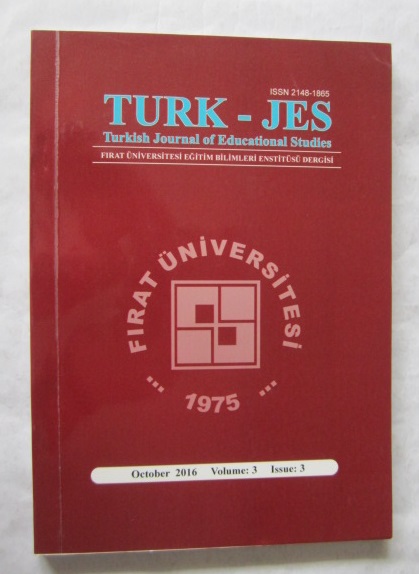 ISSN 2148-1865
TURK - JES
Turkish Journal of Educational Studies
FIRAT ÜNİVERSİTESİ EĞİTİM BİLİMLERİ ENSTİTÜSÜ DERGİSİ
FIRAT ÜNİVERSİTESİ
... 1975 ...
October 2016 Volume: 3 Issue: 3